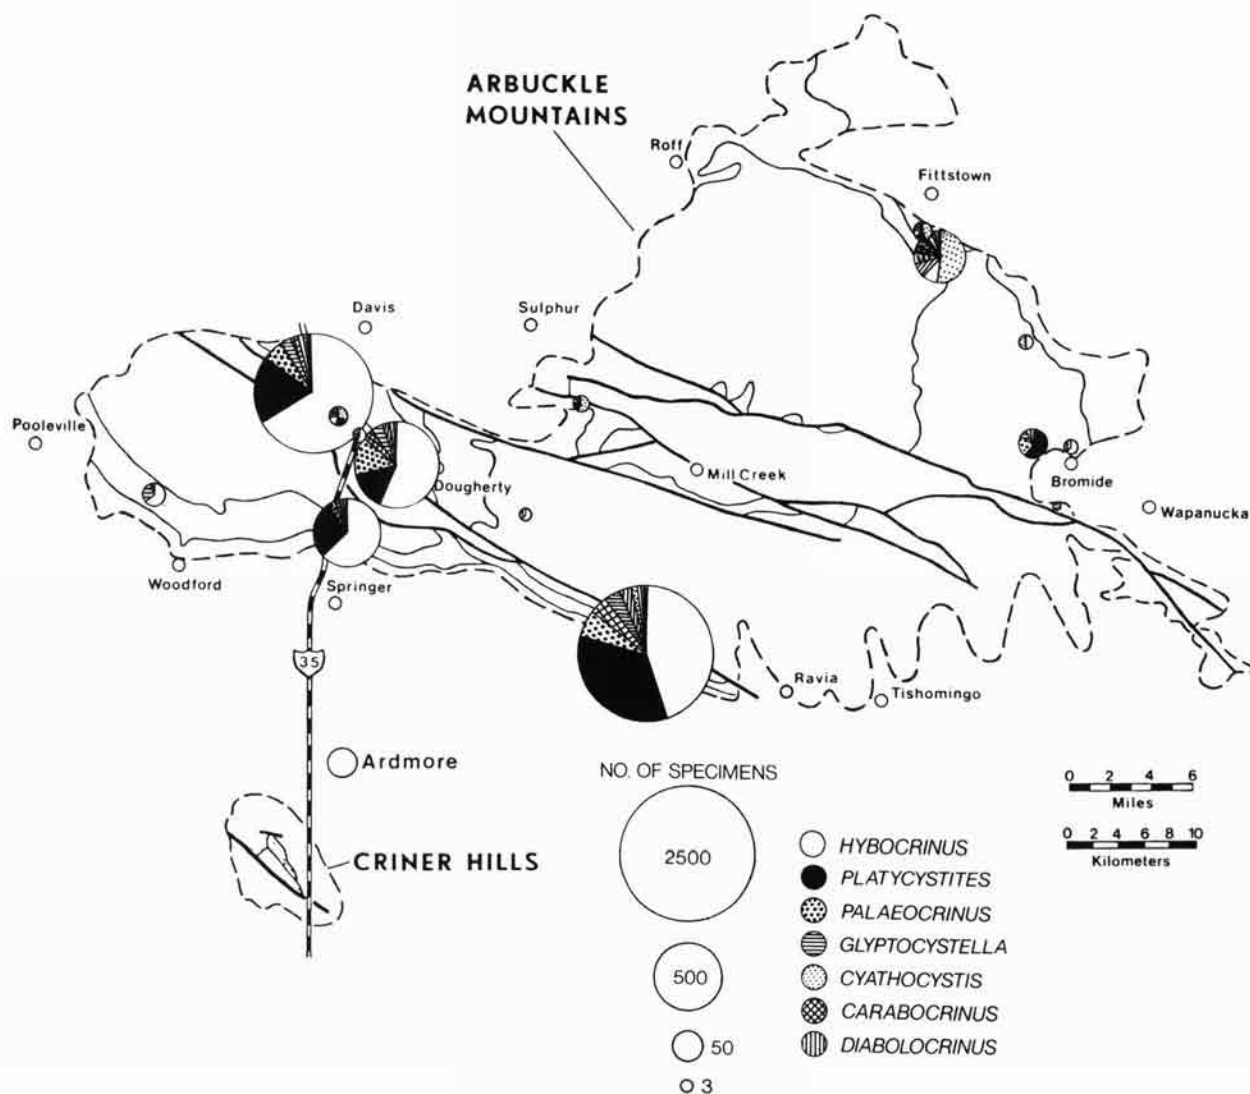 ARBUCKLE
MOUNTAINS
Roff
Fittstown
Davis
Sulphur
Pooleville
Dougherty
Mill Creek
Bromide
Wapanucka
Woodford
Springer
35
Ravia
Tishomingo
Ardmore
CRINER HILLS
NO. OF SPECIMENS
2500
500
50
3
HYBOCRINUS
PLATYCYSTITES
PALAEOCRINUS
GLYPTOCYSTELLA
CYATHOCYSTIS
CARABOCRINUS
DIABOLOCRINUS
0 2 4 6
Miles
0 2 4 6 8 10
Kilometers